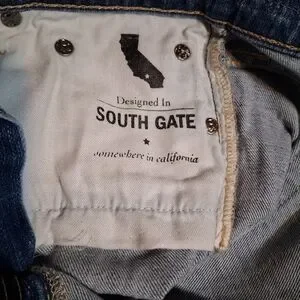 Designed In
SOUTH GATE
somewhere in california